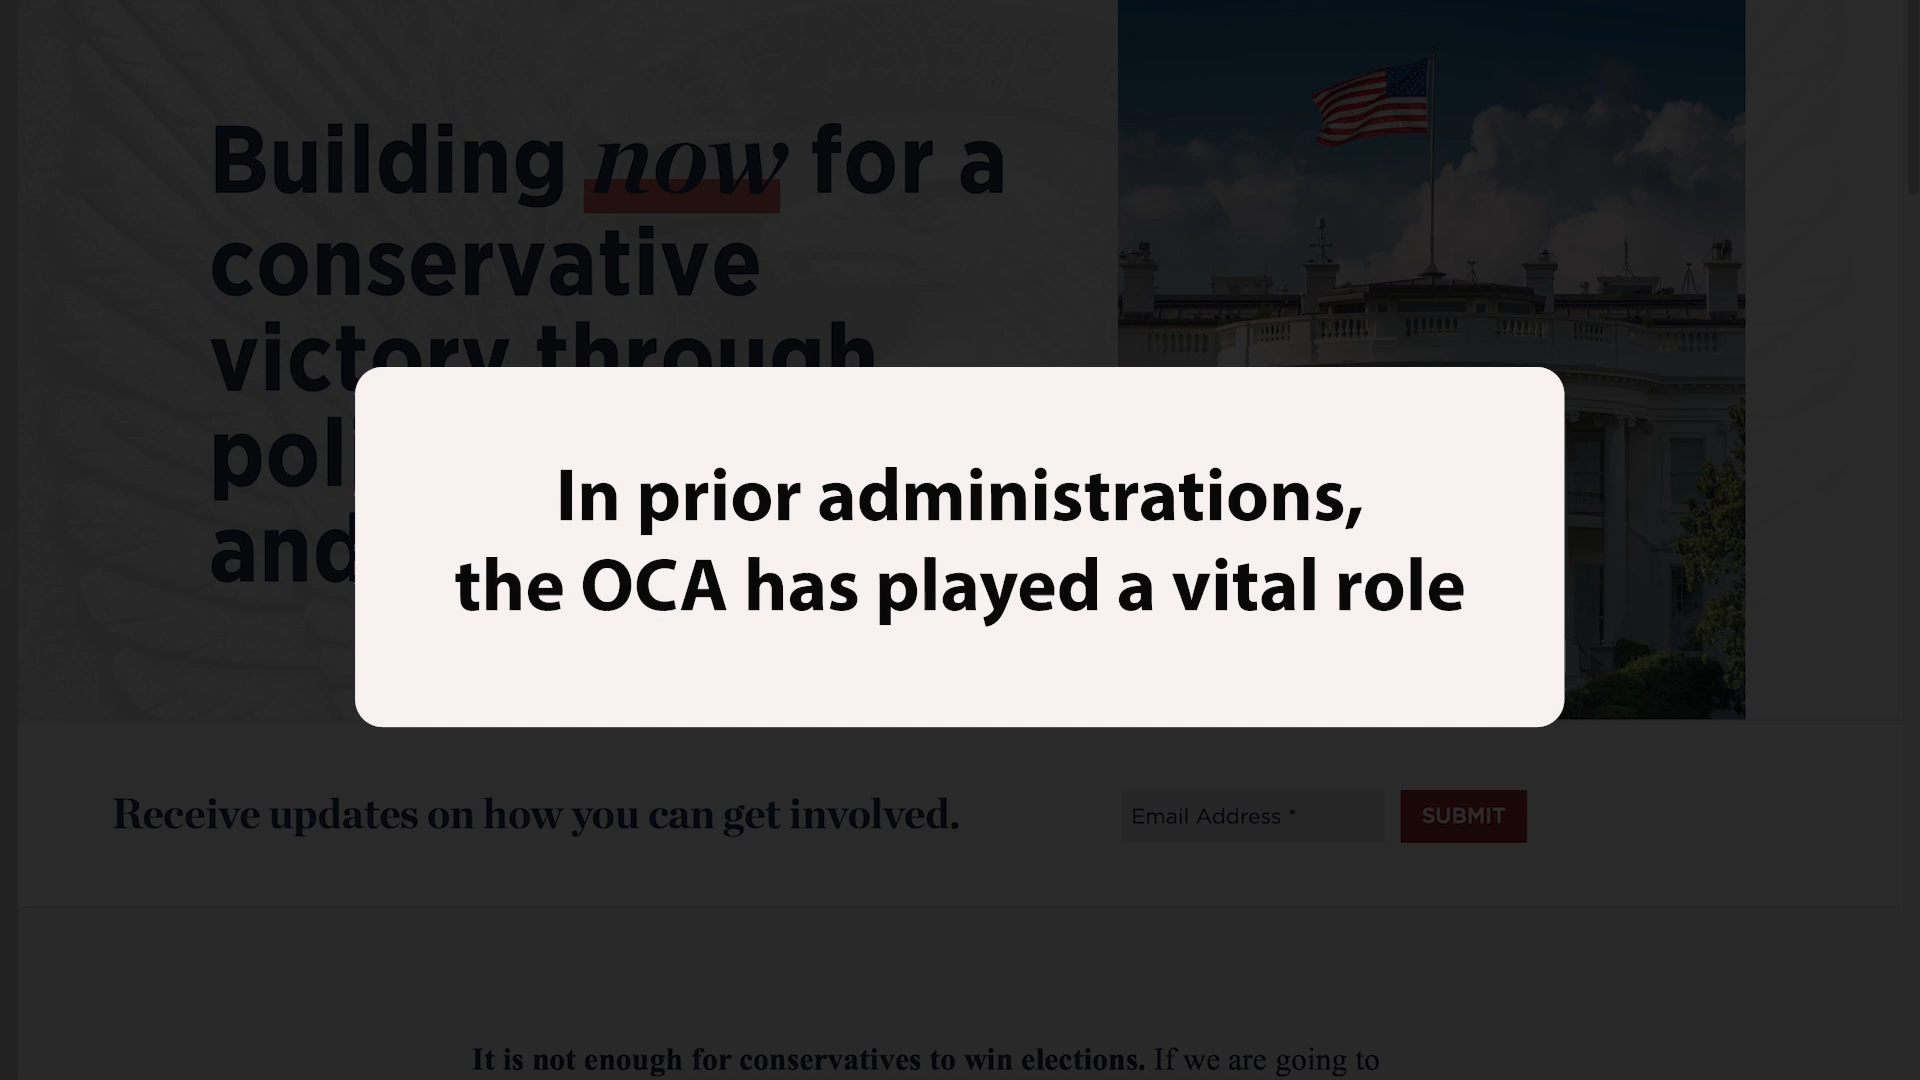 Building now for a
conservative
victory through
pol
and
In prior administrations,
the OCA has played a vital role
Receive updates on how you can get involved.
Email Address *
SUBMIT
It is not enough for conservatives to win elections. If we are going to